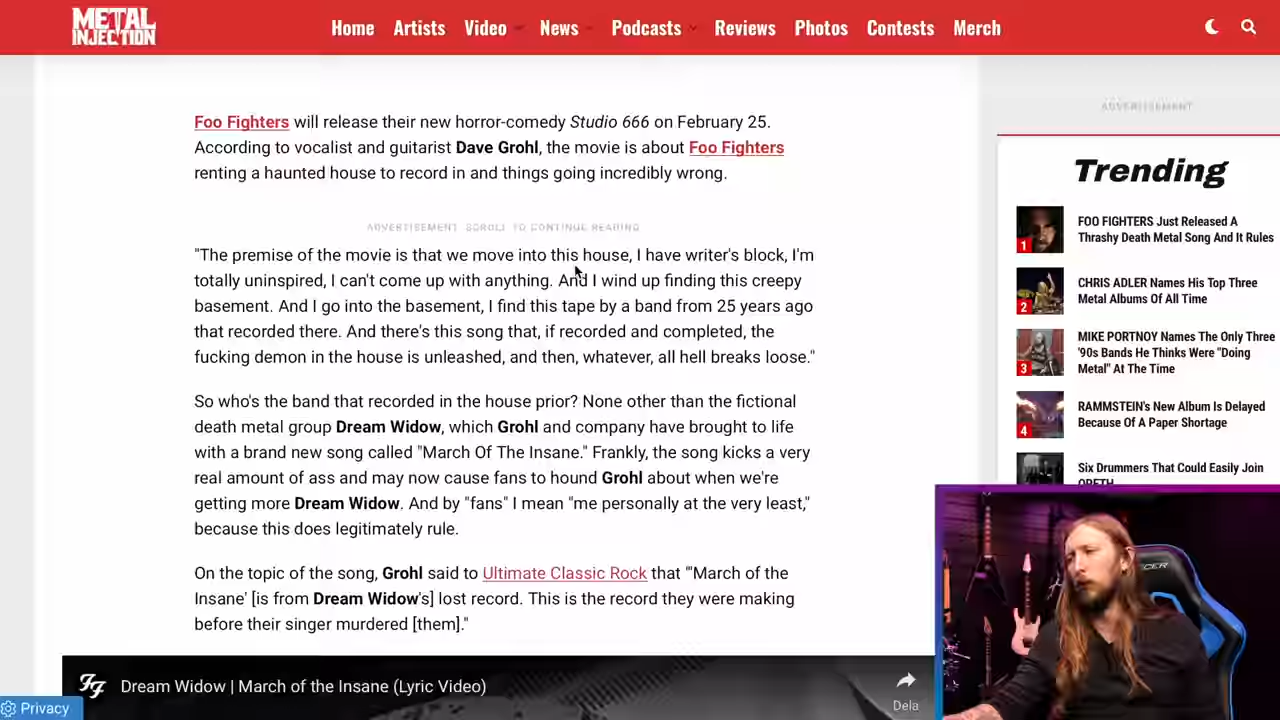 METAL
INJECTION
Home Artists Video News Podcasts Reviews Photos Contests Merch
Foo Fighters will release their new horror-comedy Studio 666 on February 25.
According to vocalist and guitarist Dave Grohl, the movie is about Foo Fighters
renting a haunted house to record in and things going incredibly wrong.
ADVERTISEMENT. SCROLL TO CONTINUE READING
"The premise of the movie is that we move into this house, I have writer's block, I'm
totally uninspired, I can't come up with anything. And I wind up finding this creepy
basement. And I go into the basement, I find this tape by a band from 25 years ago
that recorded there. And there's this song that, if recorded and completed, the
fucking demon in the house is unleashed, and then, whatever, all hell breaks loose."
So who's the band that recorded in the house prior? None other than the fictional
death metal group Dream Widow, which Grohl and company have brought to life
with a brand new song called "March Of The Insane." Frankly, the song kicks a very
real amount of ass and may now cause fans to hound Grohl about when we're
getting more Dream Widow. And by "fans" I mean "me personally at the very least,"
because this does legitimately rule.
On the topic of the song, Grohl said to Ultimate Classic Rock that "'March of the
Insane' [is from Dream Widow's] lost record. This is the record they were making
before their singer murdered [them]."
FF Dream Widow | March of the Insane (Lyric Video)
Dela
Privacy
ADVERTISEMENT
Trending
1
FOO FIGHTERS Just Released A
Thrashy Death Metal Song And It Rules
2
CHRIS ADLER Names His Top Three
Metal Albums Of All Time
3
MIKE PORTNOY Names The Only Three
'90s Bands He Thinks Were "Doing
Metal" At The Time
4
RAMMSTEIN's New Album Is Delayed
Because Of A Paper Shortage
Six Drummers That Could Easily Join
OPETH